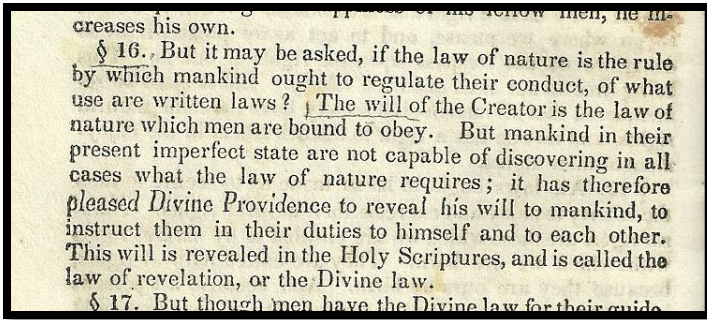 his fellow men, he in-
creases his own.
§ 16. But it may be asked, if the law of nature is the rule
by which mankind ought to regulate their conduct, of what
use are written laws? The will of the Creator is the law of
nature which men are bound to obey. But mankind in their
present imperfect state are not capable of discovering in all
cases what the law of nature requires; it has therefore
pleased Divine Providence to reveal his will to mankind, to
instruct them in their duties to himself and to each other.
This will is revealed in the Holy Scriptures, and is called the
law of revelation, or the Divine law.
§ 17. But though men have the Divine law for their guide,